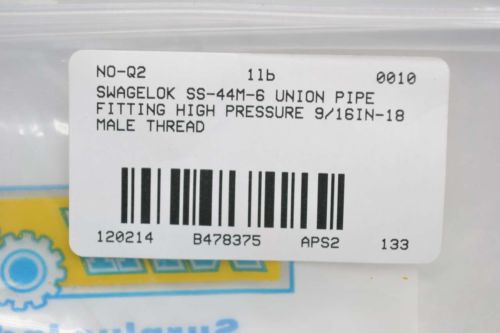 NO-Q2 1lb 0010
SWAGELOK SS-44M-6 UNION PIPE
FITTING HIGH PRESSURE 9/16IN-18
MALE THREAD
120214 B478375 APS2 133